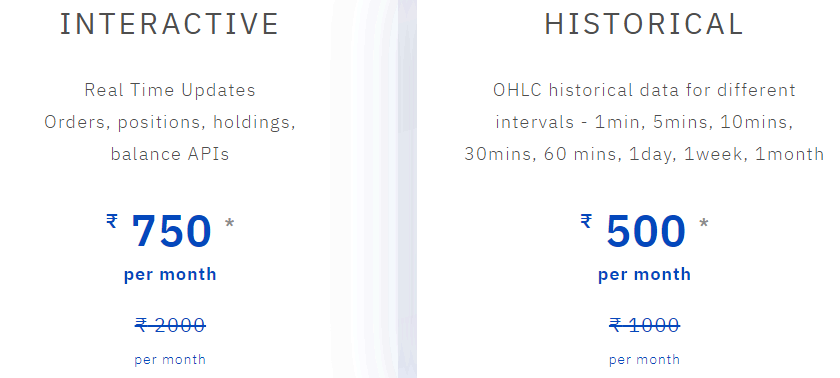 INTERACTIVE
Real Time Updates
Orders, positions, holdings,
balance APIs
₹ 750 *
per month
₹ 2000
per month
HISTORICAL
OHLC historical data for different
intervals - 1min, 5mins, 10mins,
30mins, 60 mins, 1day, 1week, 1month
₹ 500 *
per month
₹ 1000
per month